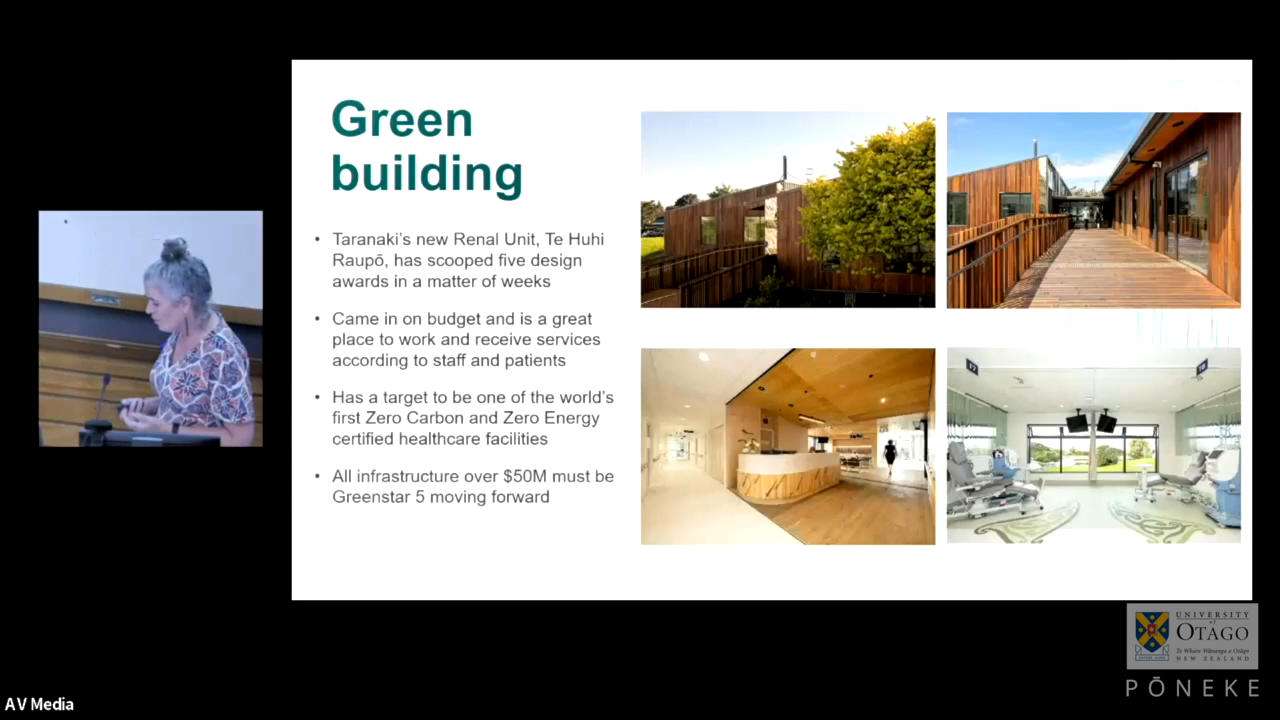 Green
building
• Taranaki's new Renal Unit, Te Huhi
Raupō, has scooped five design
awards in a matter of weeks
• Came in on budget and is a great
place to work and receive services
according to staff and patients
• Has a target to be one of the world's
first Zero Carbon and Zero Energy
certified healthcare facilities
• All infrastructure over $50M must be
Greenstar 5 moving forward
17
UNIVERSITY
of
OTAGO
Te Whare Wānanga o Otāgo
NEW ZEALAND
PŌNEKE
AV Media